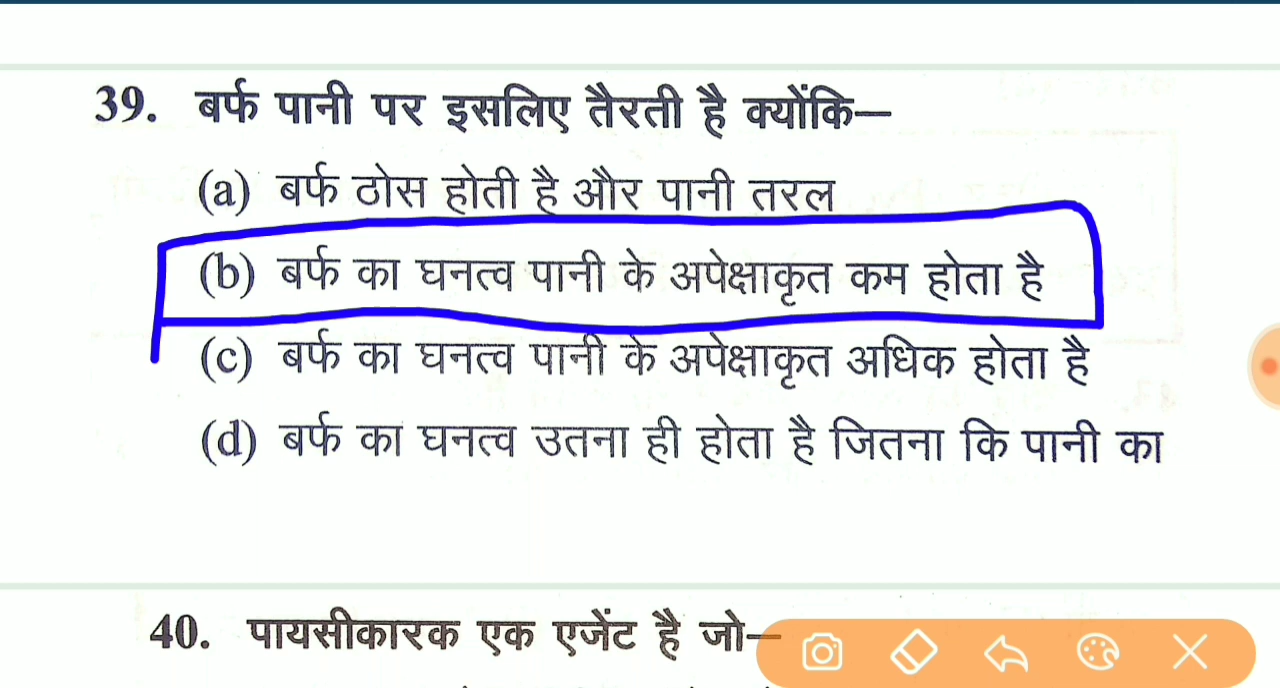 39. बर्फ पानी पर इसलिए तैरती है क्योंकि—
(a) बर्फ ठोस होती है और पानी तरल
(b) बर्फ का घनत्व पानी के अपेक्षाकृत कम होता है
(c) बर्फ का घनत्व पानी के अपेक्षाकृत अधिक होता है
(d) बर्फ का घनत्व उतना ही होता है जितना कि पानी का
40. पायसीकारक एक एजेंट है जो—